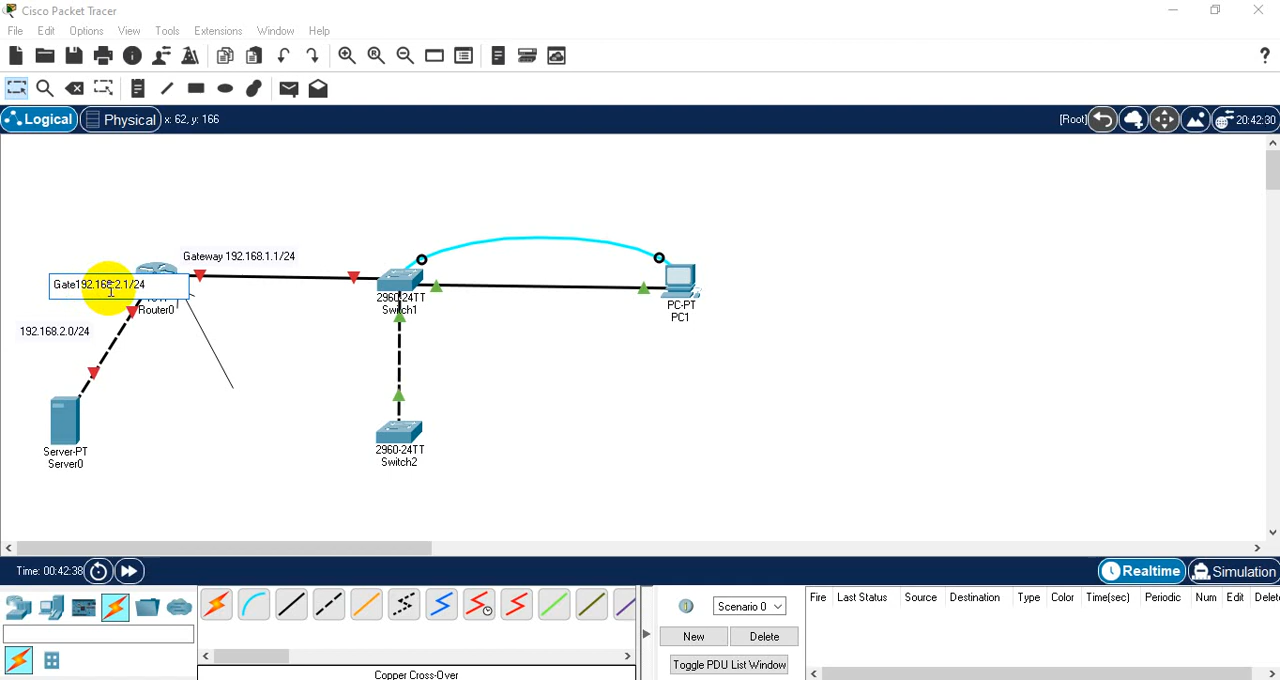 Cisco Packet Tracer
File Edit Options View Tools Extensions Window Help
?
Logical Physical x: 62, y: 166 [Root] 20:42:30
Gateway 192.168.1.1/24
Gate192.168.2.1/24
Router0
2960-24TT
Switch1
PC-PT
PC1
192.168.2.0/24
Server-PT
Server0
2960-24TT
Switch2
Time: 00:42:38 Realtime Simulation
Scenario 0
New Delete
Toggle PDU List Window
Fire Last Status Source Destination Type Color Time(sec) Periodic Num Edit Delete
Copper Cross-Over